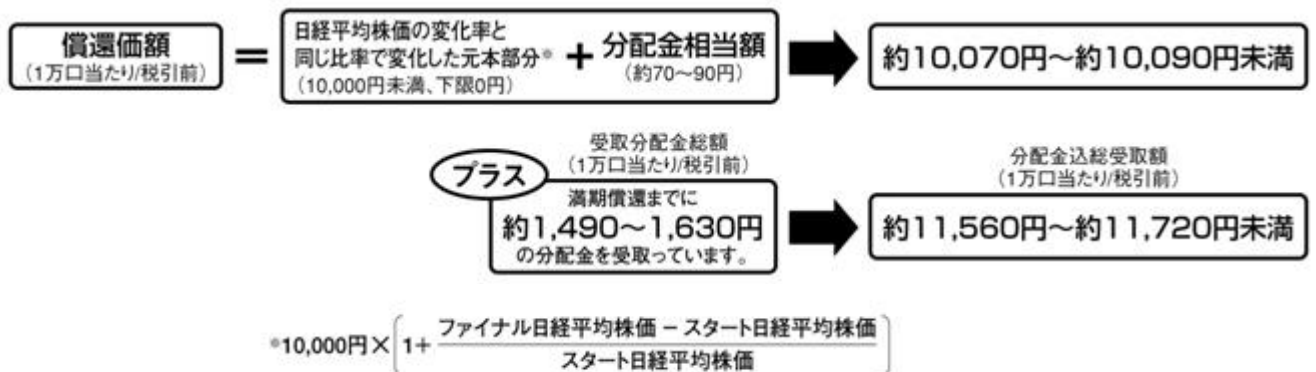 償還価額
(1万口当たり/税引前)
=
日経平均株価の変化率と
同じ比率で変化した元本部分※
(10,000円未満、下限0円)
+
分配金相当額
(約70~90円)
約10,070円~約10,090円未満
プラス
受取分配金総額
(1万口当たり/税引前)
満期償還までに
約1,490~1,630円
の分配金を受取っています。
分配金込総受取額
(1万口当たり/税引前)
約11,560円~約11,720円未満
※10,000円×(1+ ファイナル日経平均株価 − スタート日経平均株価
スタート日経平均株価)